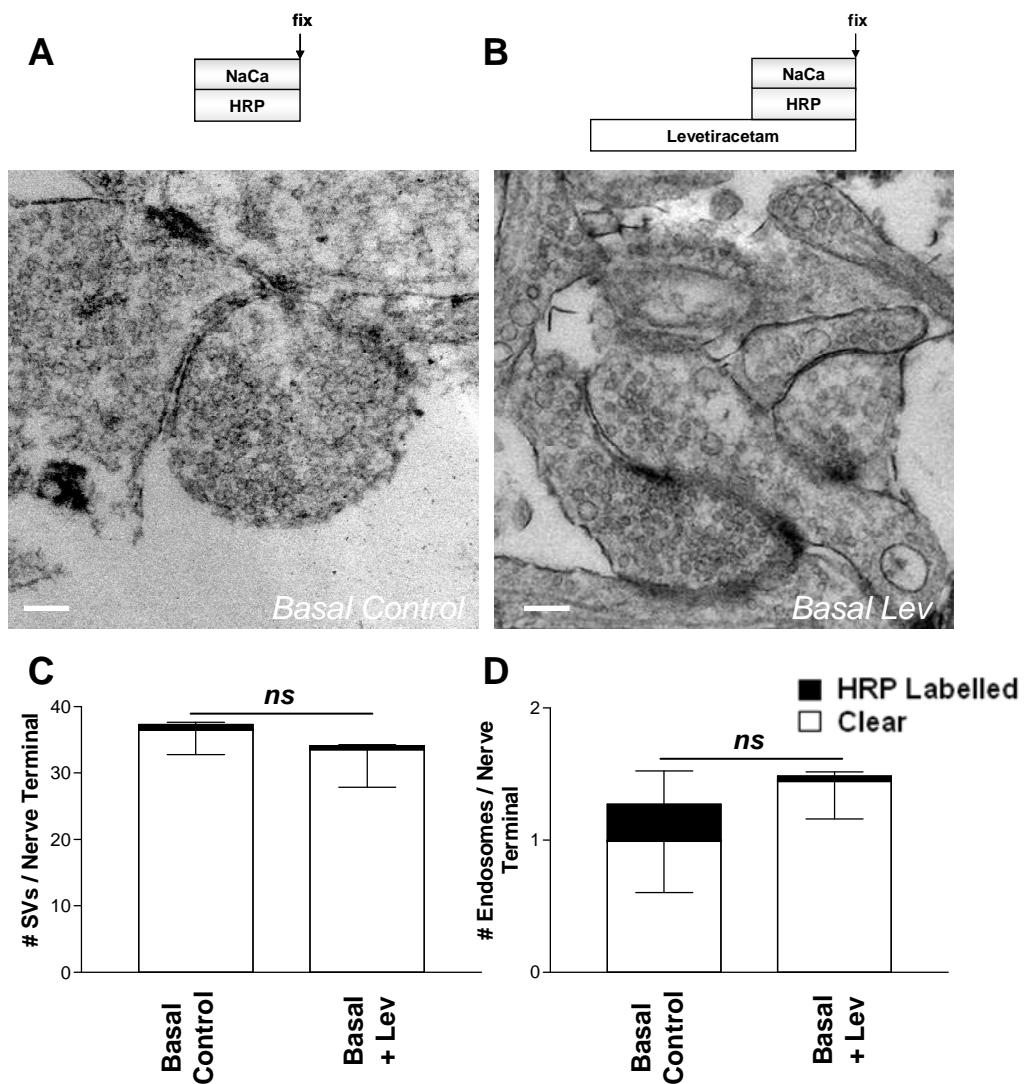 A
fix
NaCa
HRP
B
fix
NaCa
HRP
Levetiracetam
Basal Control
Basal Lev
C
# SVs / Nerve Terminal
40
30
20
10
0
ns
Basal
Control
Basal
+ Lev
D
HRP Labelled
Clear
# Endosomes / Nerve
Terminal
2
1
0
ns
Basal
Control
Basal
+ Lev